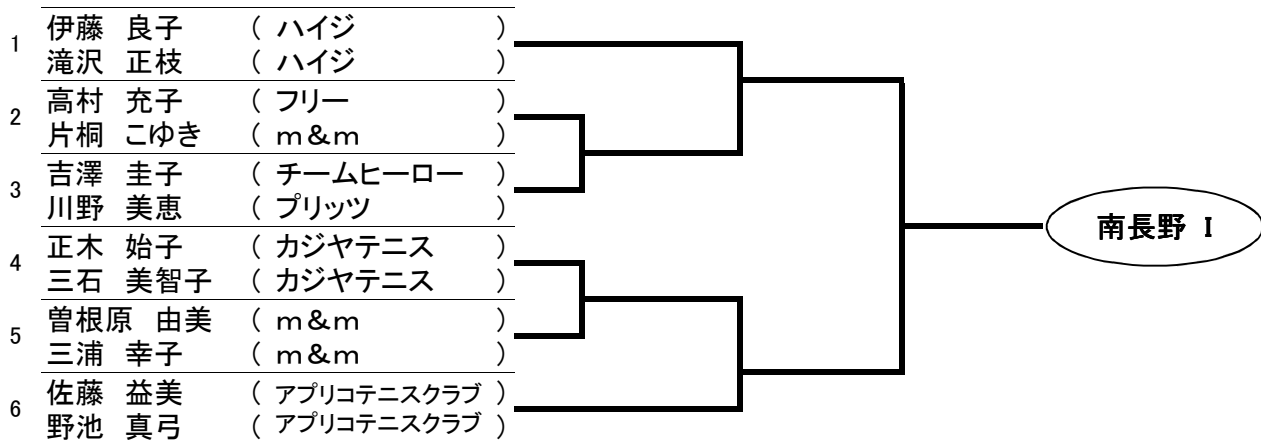 1 伊藤 良子 ( ハイジ )
滝沢 正枝 ( ハイジ )
2 高村 充子 ( フリー )
片桐 こゆき ( m&m )
3 吉澤 圭子 ( チームヒーロー )
川野 美恵 ( プリッツ )
4 正木 始子 ( カジヤテニス )
三石 美智子 ( カジヤテニス )
5 曽根原 由美 ( m&m )
三浦 幸子 ( m&m )
6 佐藤 益美 ( アプリコテニスクラブ )
野池 真弓 ( アプリコテニスクラブ )
南長野 I